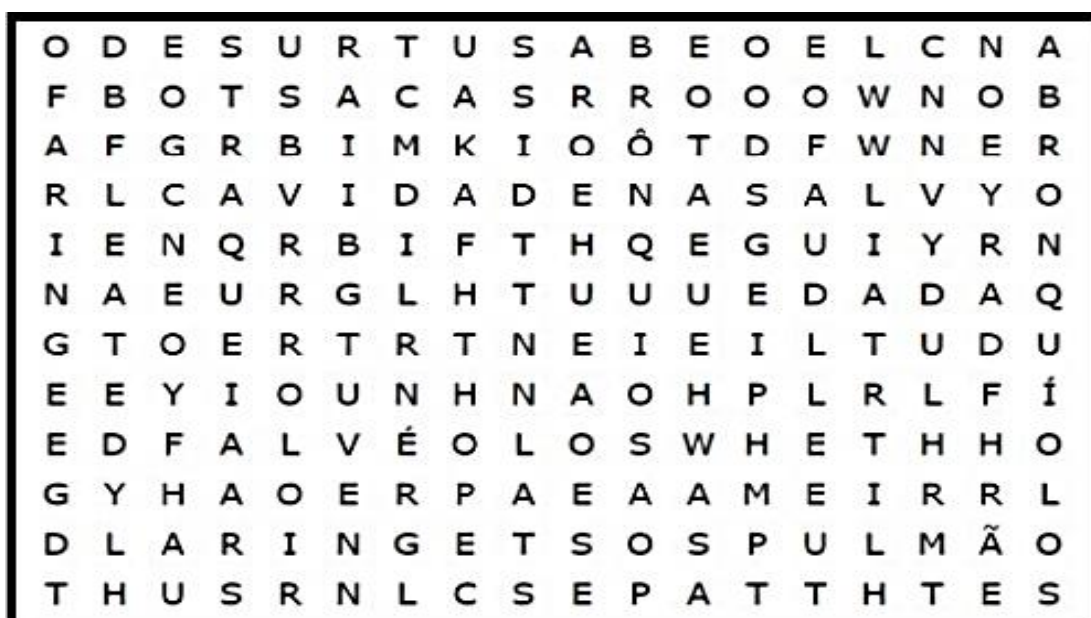 O D E S U R T U S A B E O E L C N A
F B O T S A C A S R R O O O W N O B
A F G R B I M K I O Ô T D F W N E R
R L C A V I D A D E N A S A L V Y O
I E N Q R B I F T H Q E G U I Y R N
N A E U R G L H T U U U E D A D A Q
G T O E R T R T N E I E I L T U D U
E E Y I O U N H N A O H P L R L F Í
E D F A L V É O L O S W H E T H H O
G Y H A O E R P A E A A M E I R R L
D L A R I N G E T S O S P U L M Ã O
T H U S R N L C S E P A T T H T E S